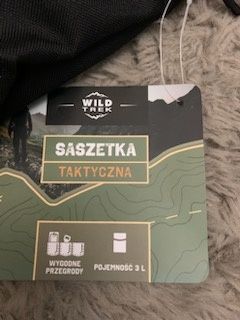 WILD
TREK
SASZETKA
TAKTYCZNA
WYGODNE
PRZEGRODY
POJEMNOŚĆ 3 L